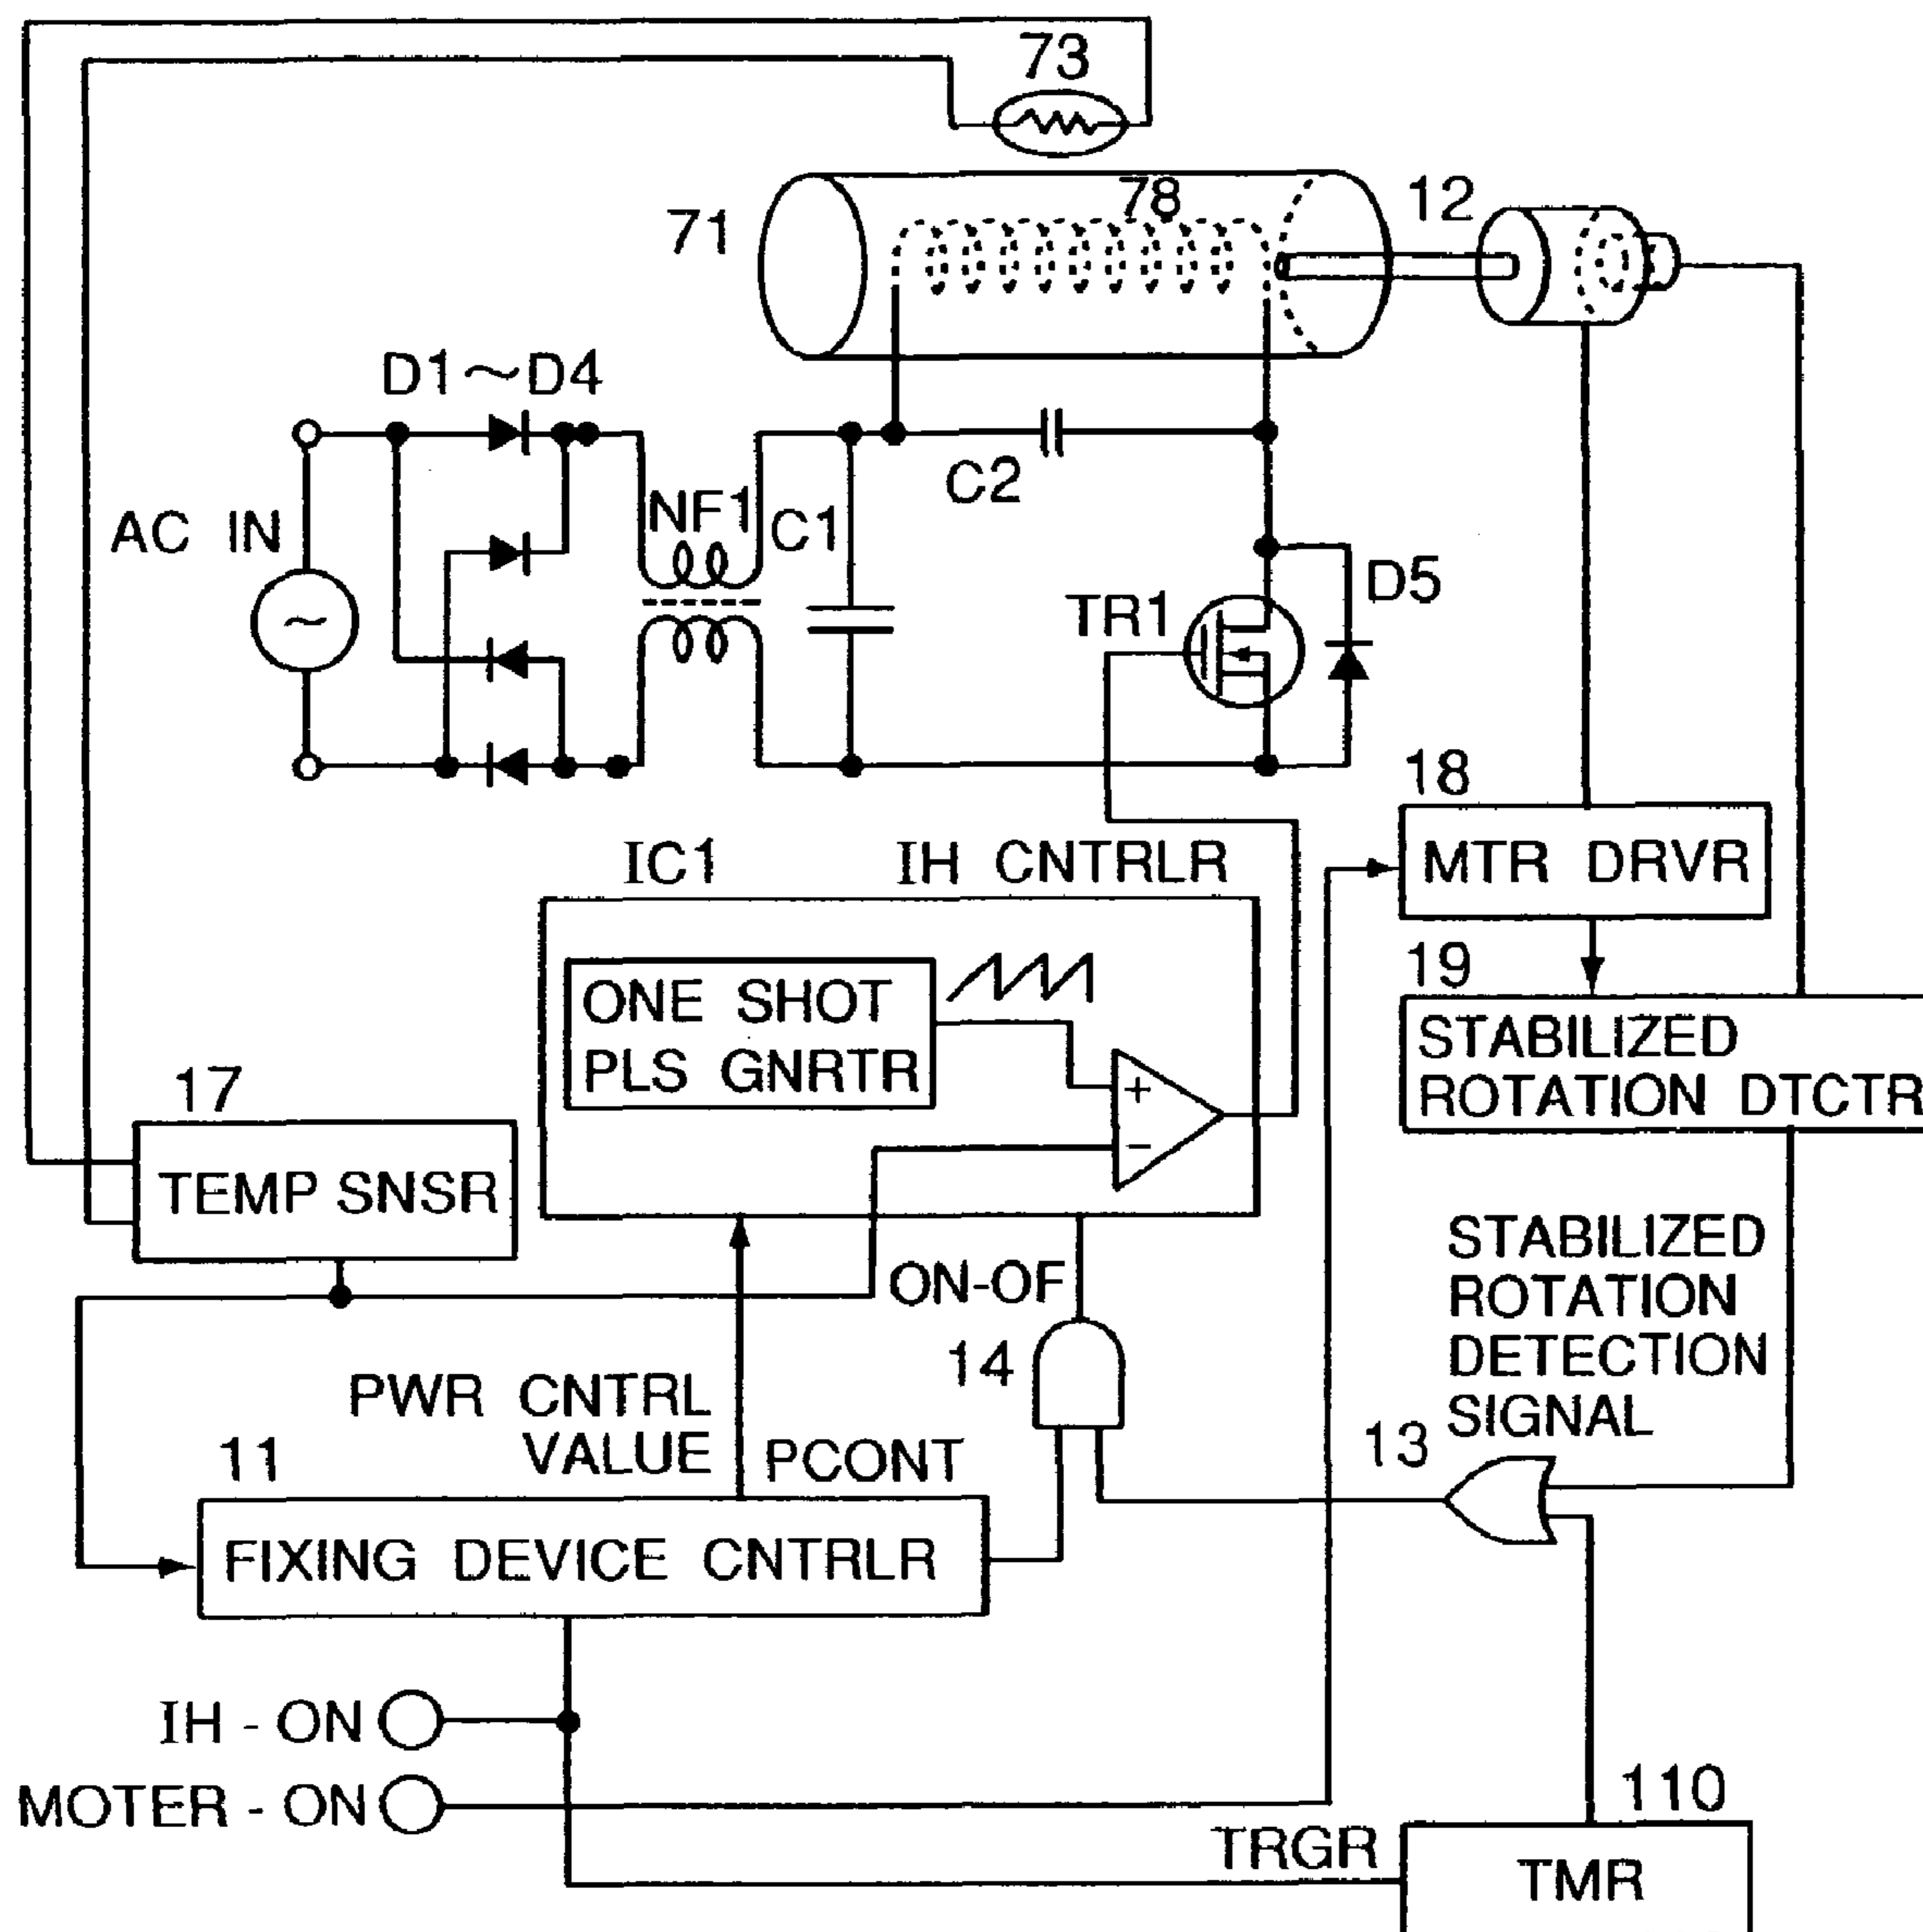 73
78
12
71
D1~D4
C2
NF1
C1
AC IN
~
D5
TR1
18
IC1
IH CNTRLR
MTR DRVR
19
ONE SHOT
PLS GNRTR
+
-
STABILIZED
ROTATION DTCTR
17
TEMP SNSR
ON-OF
STABILIZED
ROTATION
DETECTION
SIGNAL
14
PWR CNTRL
VALUE
PCONT
13
11
FIXING DEVICE CNTRLR
IH - ON
MOTER - ON
110
TRGR
TMR